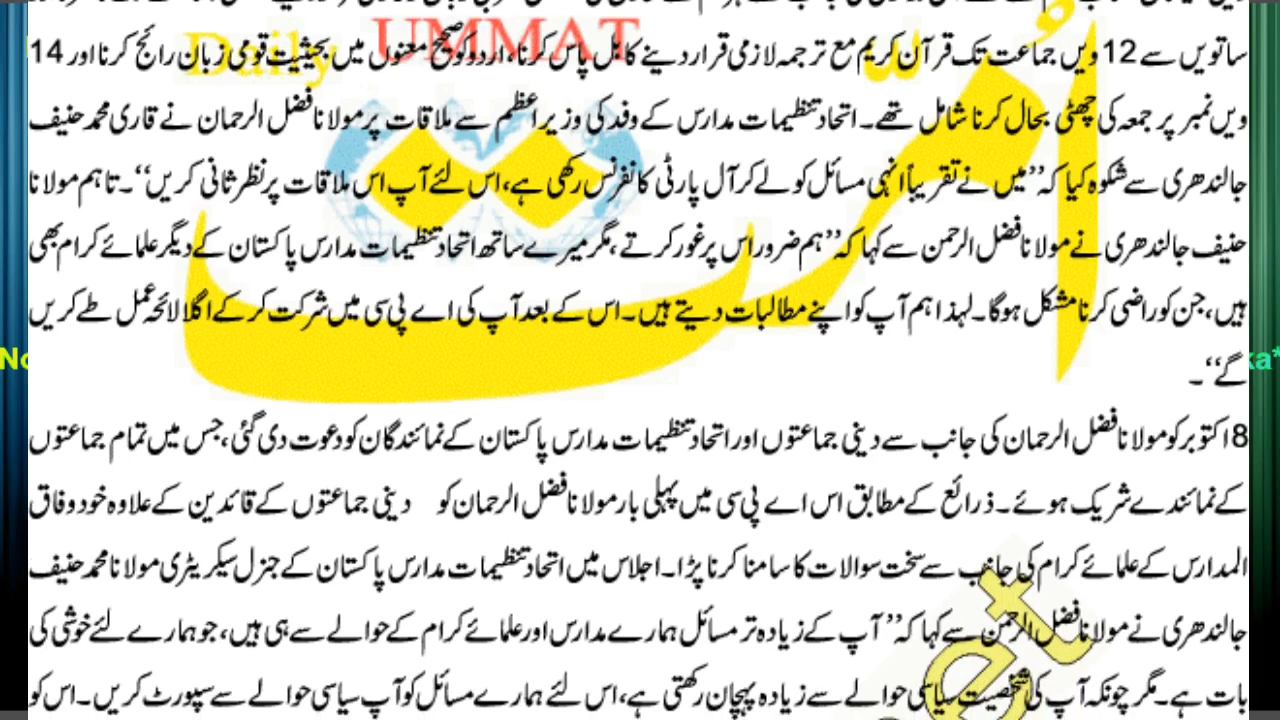 ساتویں سے 12 ویں جماعت تک قرآن کریم مع ترجمہ لازمی قرار دینے کا بل پاس کرنا، اردو کو صحیح معنوں میں بحیثیت قومی زبان رائج کرنا اور 14
ویں نمبر پر جمعہ کی چھٹی بحال کرنا شامل تھے۔ اتحاد تنظیمات مدارس کے وفد کی وزیر اعظم سے ملاقات پر مولانا فضل الرحمان نے قاری محمد حنیف
جالندھری سے شکوہ کیا کہ ’’میں نے تقریباً انہی مسائل کو لے کر آل پارٹی کانفرنس رکھی ہے، اس لئے آپ اس ملاقات پر نظر ثانی کریں‘‘۔ تاہم مولانا
حنیف جالندھری نے مولانا فضل الرحمن سے کہا کہ ’’ہم ضرور اس پر غور کرتے، مگر میرے ساتھ اتحاد تنظیمات مدارس پاکستان کے دیگر علمائے کرام بھی
ہیں، جن کو راضی کرنا مشکل ہوگا۔ لہذا ہم آپ کو اپنے مطالبات دیتے ہیں۔ اس کے بعد آپ کی اے پی سی میں شرکت کر کے اگلا لائحہ عمل طے کریں
گے‘‘۔
8 اکتوبر کو مولانا فضل الرحمان کی جانب سے دینی جماعتوں اور اتحاد تنظیمات مدارس پاکستان کے نمائندگان کو دعوت دی گئی، جس میں تمام جماعتوں
کے نمائندے شریک ہوئے۔ ذرائع کے مطابق اس اے پی سی میں پہلی بار مولانا فضل الرحمان کو دینی جماعتوں کے قائدین کے علاوہ خود وفاق
المدارس کے علمائے کرام کی جانب سے سخت سوالات کا سامنا کرنا پڑا۔ اجلاس میں اتحاد تنظیمات مدارس پاکستان کے جنرل سیکریٹری مولانا محمد حنیف
جالندھری نے مولانا فضل الرحمن سے کہا کہ ’’آپ کے زیادہ تر مسائل ہمارے مدارس اور علمائے کرام کے حوالے سے ہی ہیں، جو ہمارے لئے خوشی کی
بات ہے۔ مگر چونکہ آپ کی شخصیت سیاسی حوالے سے زیادہ پہچان رکھتی ہے، اس لئے ہمارے مسائل کو آپ سیاسی حوالے سے سپورٹ کریں۔ اس کو
Daily UMMAT
امت
et